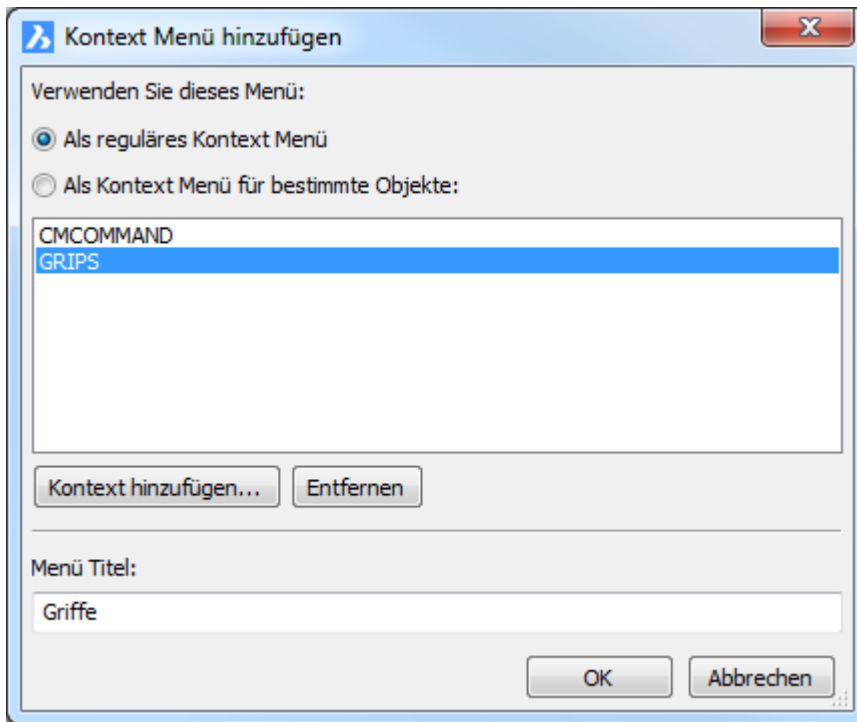 Kontext Menü hinzufügen
Verwenden Sie dieses Menü:
Als reguläres Kontext Menü
Als Kontext Menü für bestimmte Objekte:
CMCOMMAND
GRIPS
Kontext hinzufügen... Entfernen
Menü Titel:
Griffe
OK Abbrechen